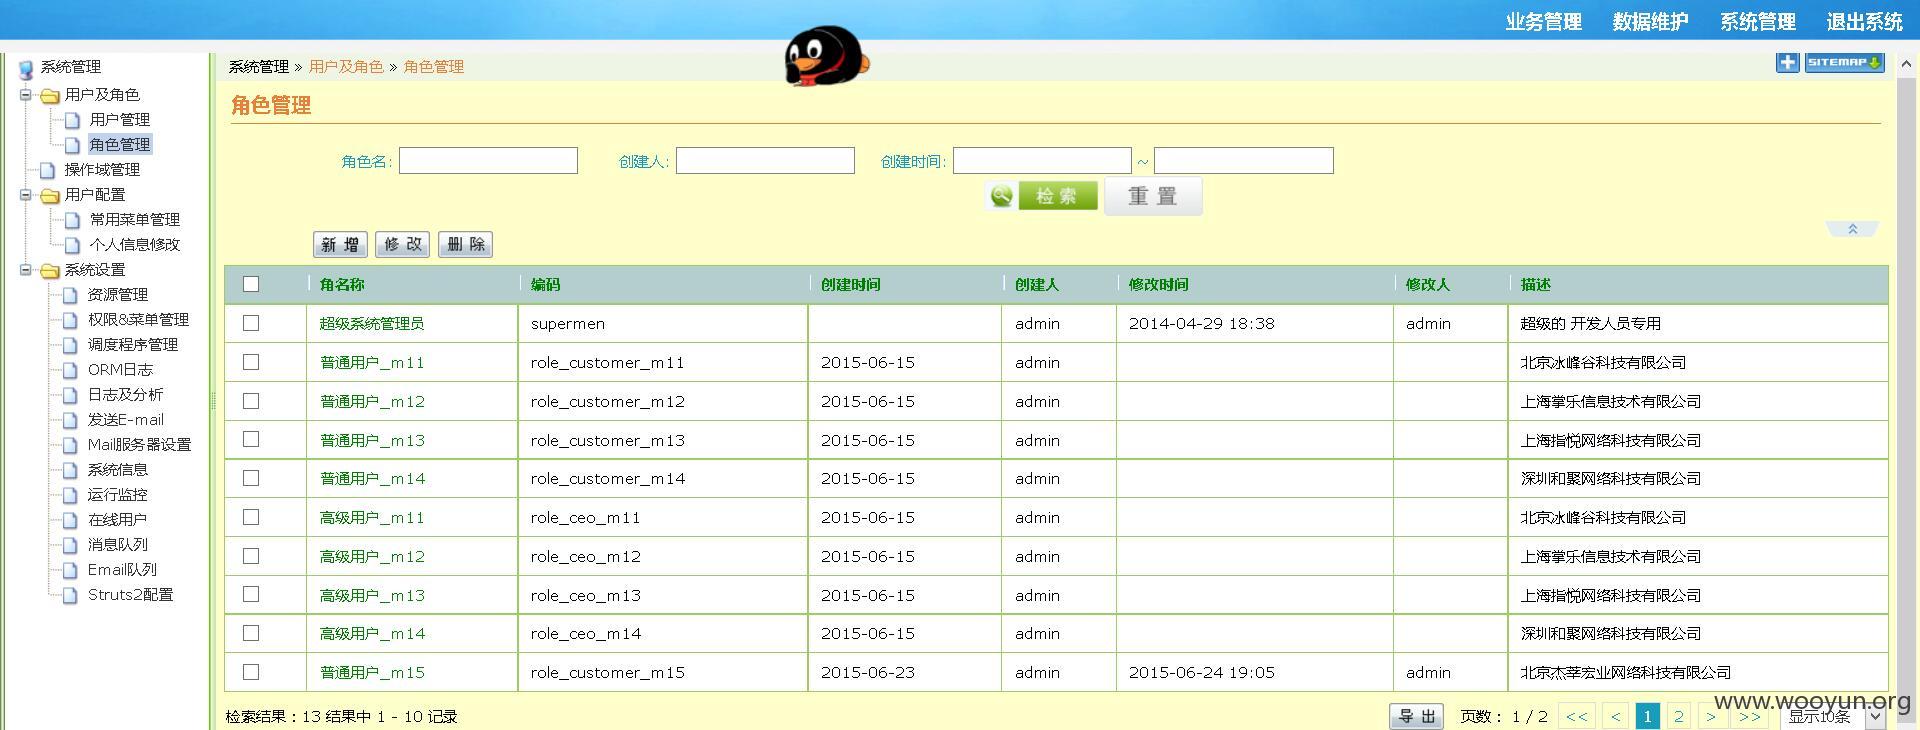 业务管理 数据维护 系统管理 退出系统
系统管理
用户及角色
用户管理
角色管理
操作域管理
用户配置
常用菜单管理
个人信息修改
系统设置
资源管理
权限&菜单管理
调度程序管理
ORM日志
日志及分析
发送E-mail
Mail服务器设置
系统信息
运行监控
在线用户
消息队列
Email队列
Struts2配置
系统管理 » 用户及角色 » 角色管理
SITEMAP
角色管理
角色名: 创建人: 创建时间: ~
检 索 重 置
新 增 修 改 删 除
角名称 编码 创建时间 创建人 修改时间 修改人 描述
超级系统管理员 supermen admin 2014-04-29 18:38 admin 超级的 开发人员专用
普通用户_m11 role_customer_m11 2015-06-15 admin 北京冰峰谷科技有限公司
普通用户_m12 role_customer_m12 2015-06-15 admin 上海掌乐信息技术有限公司
普通用户_m13 role_customer_m13 2015-06-15 admin 上海指悦网络科技有限公司
普通用户_m14 role_customer_m14 2015-06-15 admin 深圳和聚网络科技有限公司
高级用户_m11 role_ceo_m11 2015-06-15 admin 北京冰峰谷科技有限公司
高级用户_m12 role_ceo_m12 2015-06-15 admin 上海掌乐信息技术有限公司
高级用户_m13 role_ceo_m13 2015-06-15 admin 上海指悦网络科技有限公司
高级用户_m14 role_ceo_m14 2015-06-15 admin 深圳和聚网络科技有限公司
普通用户_m15 role_customer_m15 2015-06-23 admin 2015-06-24 19:05 admin 北京杰莘宏业网络科技有限公司
检索结果：13 结果中 1 - 10 记录 导 出 页数： 1 / 2 << < 1 2 > >> 显示10条
www.wooyun.org